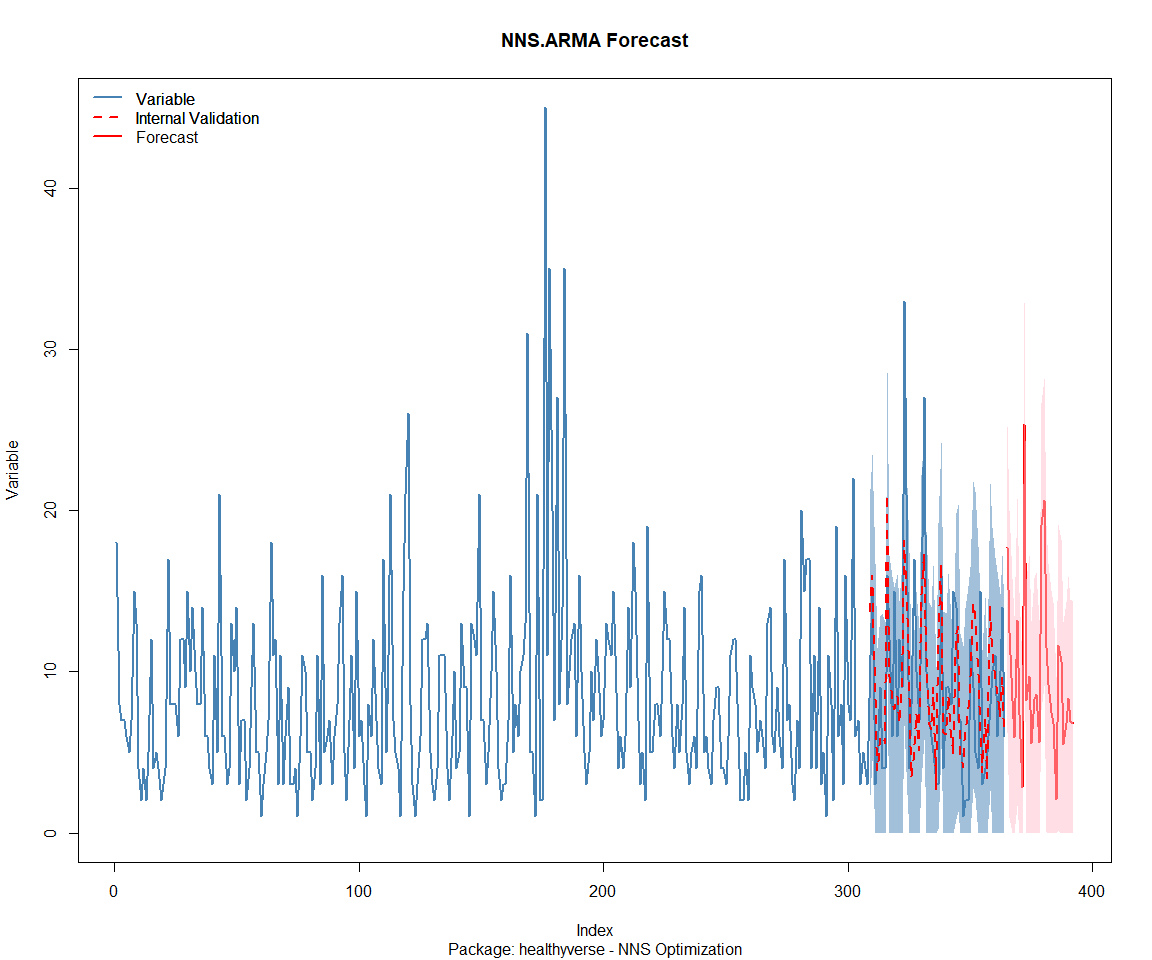 NNS.ARMA Forecast
Variable
Internal Validation
Forecast
Variable
40
30
20
10
0
0
100
200
300
400
Index
Package: healthyverse - NNS Optimization